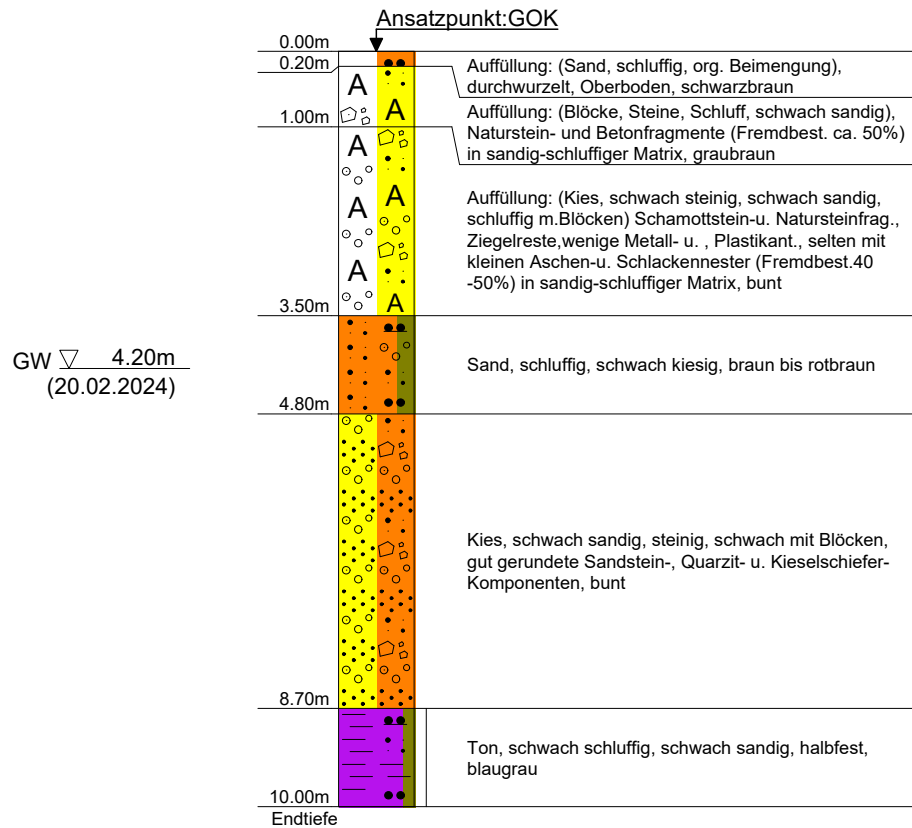 Ansatzpunkt:GOK
0.00m
0.20m
Auffüllung: (Sand, schluffig, org. Beimengung),
durchwurzelt, Oberboden, schwarzbraun
A
A
1.00m
Auffüllung: (Blöcke, Steine, Schluff, schwach sandig),
Naturstein- und Betonfragmente (Fremdbest. ca. 50%)
in sandig-schluffiger Matrix, graubraun
A
A
A
A
A
Auffüllung: (Kies, schwach steinig, schwach sandig,
schluffig m.Blöcken) Schamottstein-u. Natursteinfrag.,
Ziegelreste,wenige Metall- u. , Plastikant., selten mit
kleinen Aschen-u. Schlackennester (Fremdbest.40
-50%) in sandig-schluffiger Matrix, bunt
3.50m
GW 4.20m
(20.02.2024)
Sand, schluffig, schwach kiesig, braun bis rotbraun
4.80m
Kies, schwach sandig, steinig, schwach mit Blöcken,
gut gerundete Sandstein-, Quarzit- u. Kieselschiefer-
Komponenten, bunt
8.70m
Ton, schwach schluffig, schwach sandig, halbfest,
blaugrau
10.00m
Endtiefe